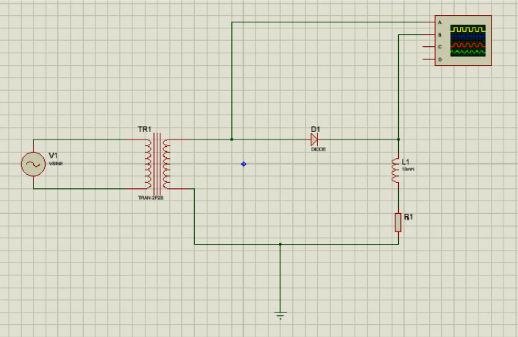 A
B
C
D
TR1
D1
DIODE
V1
VSINE
L1
10mH
TRAN-2P2S
R1